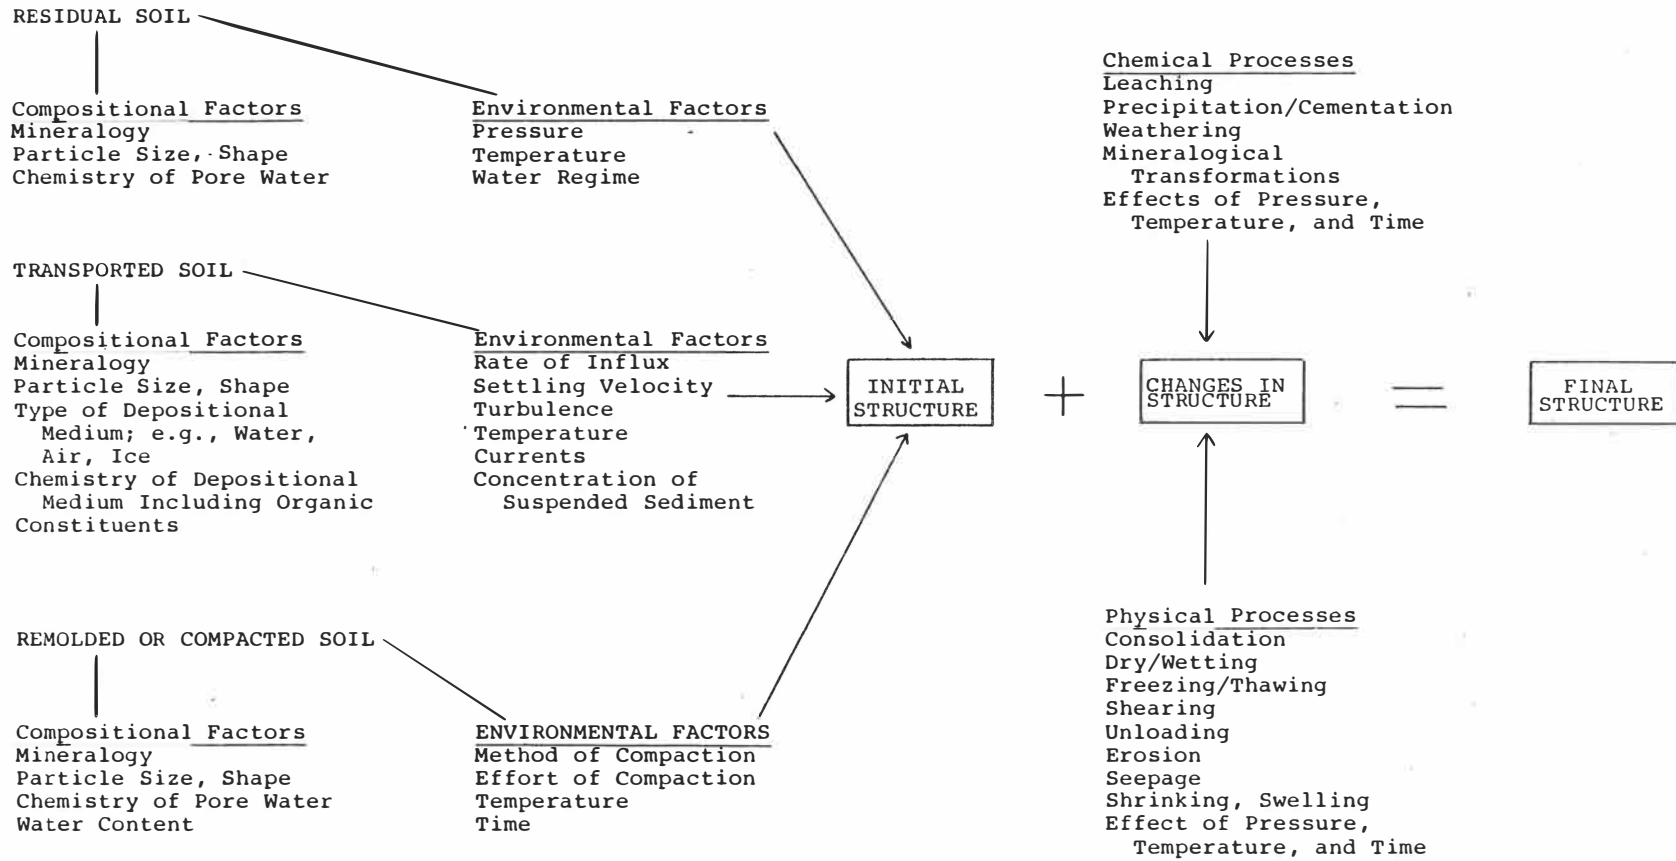 RESIDUAL SOIL
Compositional Factors
Mineralogy
Particle Size, Shape
Chemistry of Pore Water
Environmental Factors
Pressure
Temperature
Water Regime
TRANSPORTED SOIL
Compositional Factors
Mineralogy
Particle Size, Shape
Type of Depositional
Medium; e.g., Water,
Air, Ice
Chemistry of Depositional
Medium Including Organic
Constituents
Environmental Factors
Rate of Influx
Settling Velocity
Turbulence
Temperature
Currents
Concentration of
Suspended Sediment
REMOLDED OR COMPACTED SOIL
Compositional Factors
Mineralogy
Particle Size, Shape
Chemistry of Pore Water
Water Content
ENVIRONMENTAL FACTORS
Method of Compaction
Effort of Compaction
Temperature
Time
INITIAL
STRUCTURE
+
Chemical Processes
Leaching
Precipitation/Cementation
Weathering
Mineralogical
Transformations
Effects of Pressure,
Temperature, and Time
CHANGES IN
STRUCTURE
Physical Processes
Consolidation
Dry/Wetting
Freezing/Thawing
Shearing
Unloading
Erosion
Seepage
Shrinking, Swelling
Effect of Pressure,
Temperature, and Time
=
FINAL
STRUCTURE